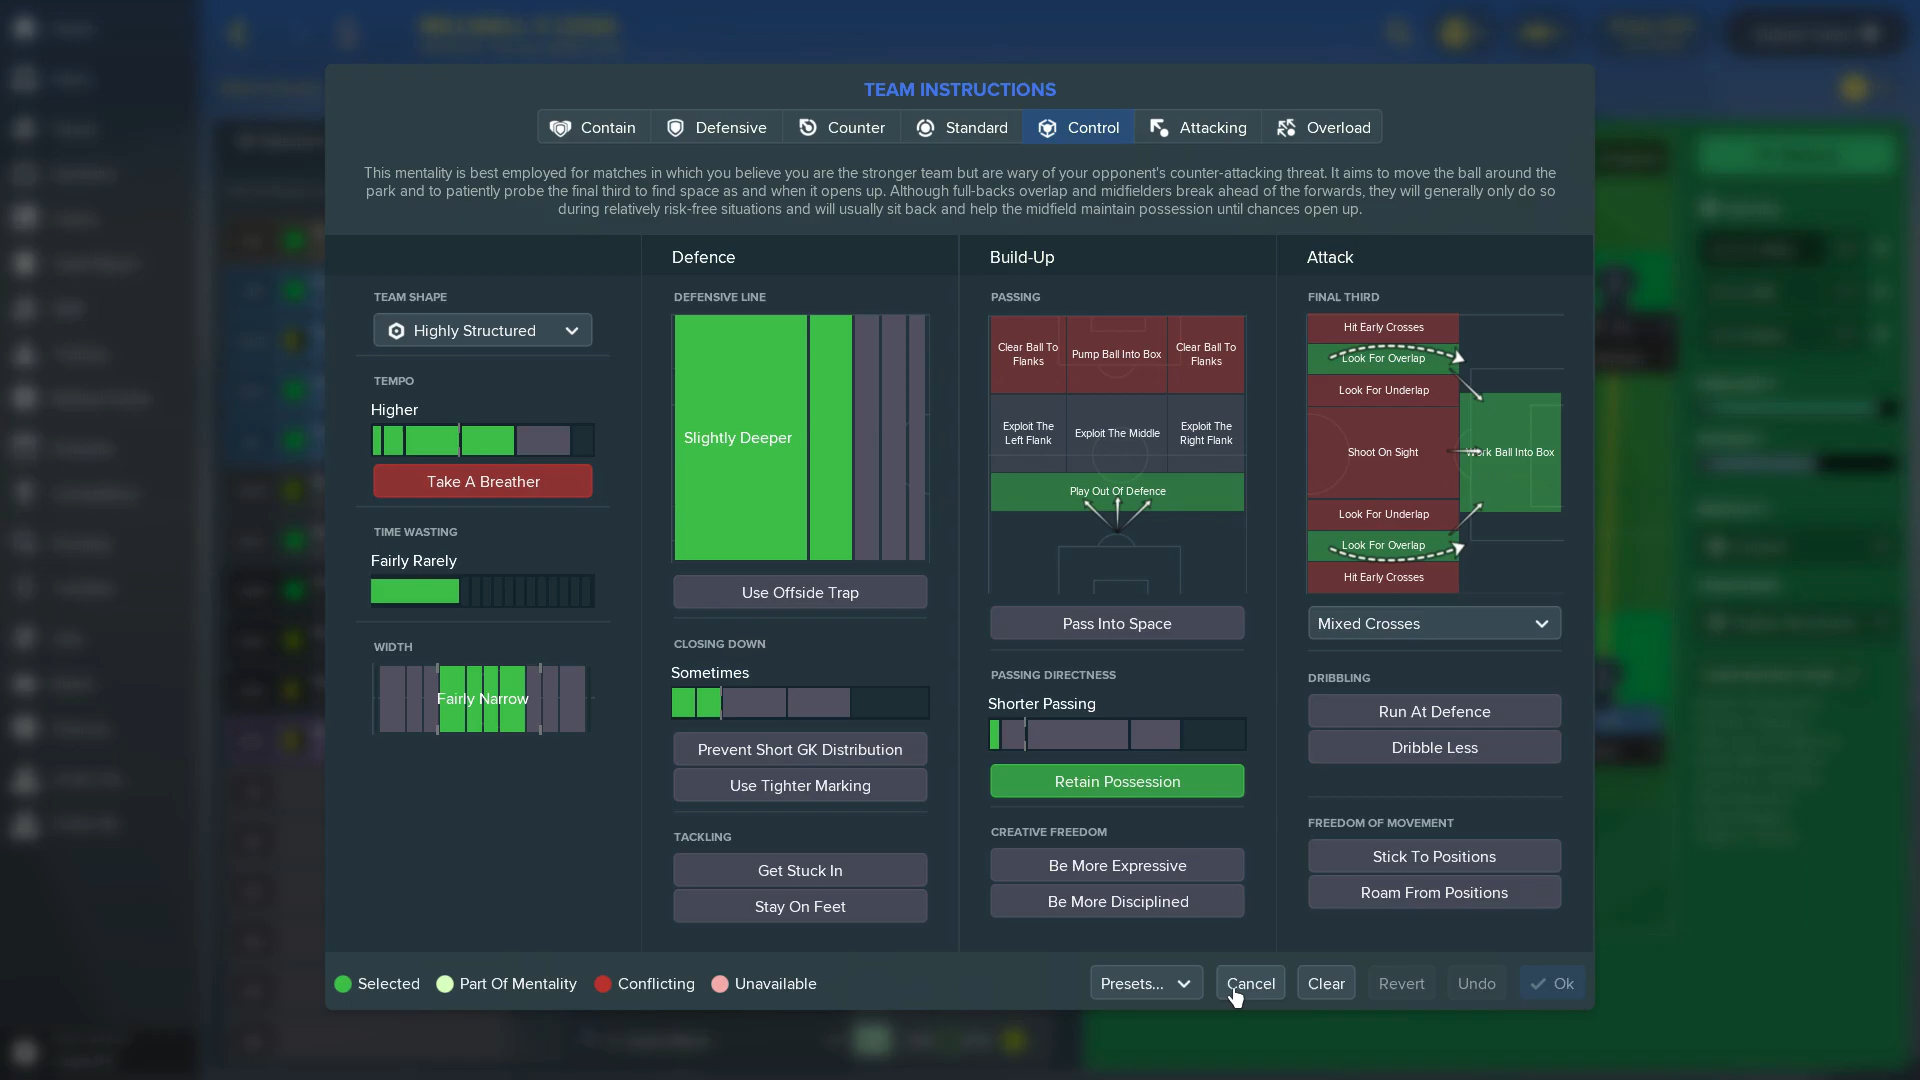 TEAM INSTRUCTIONS
Contain
Defensive
Counter
Standard
Control
Attacking
Overload
This mentality is best employed for matches in which you believe you are the stronger team but are wary of your opponent's counter-attacking threat. It aims to move the ball around the
park and to patiently probe the final third to find space as and when it opens up. Although full-backs overlap and midfielders break ahead of the forwards, they will generally only do so
during relatively risk-free situations and will usually sit back and help the midfield maintain possession until chances open up.
TEAM SHAPE
Highly Structured
TEMPO
Higher
Take A Breather
TIME WASTING
Fairly Rarely
WIDTH
Fairly Narrow
Defence
DEFENSIVE LINE
Slightly Deeper
Use Offside Trap
CLOSING DOWN
Sometimes
Prevent Short GK Distribution
Use Tighter Marking
TACKLING
Get Stuck In
Stay On Feet
Build-Up
PASSING
Clear Ball To
Flanks
Pump Ball Into Box
Clear Ball To
Flanks
Exploit The
Left Flank
Exploit The Middle
Exploit The
Right Flank
Play Out Of Defence
Pass Into Space
PASSING DIRECTNESS
Shorter Passing
Retain Possession
CREATIVE FREEDOM
Be More Expressive
Be More Disciplined
Attack
FINAL THIRD
Hit Early Crosses
Look For Overlap
Look For Underlap
Shoot On Sight
Work Ball Into Box
Look For Underlap
Look For Overlap
Hit Early Crosses
Mixed Crosses
DRIBBLING
Run At Defence
Dribble Less
FREEDOM OF MOVEMENT
Stick To Positions
Roam From Positions
Selected
Part Of Mentality
Conflicting
Unavailable
Presets...
Cancel
Clear
Revert
Undo
Ok